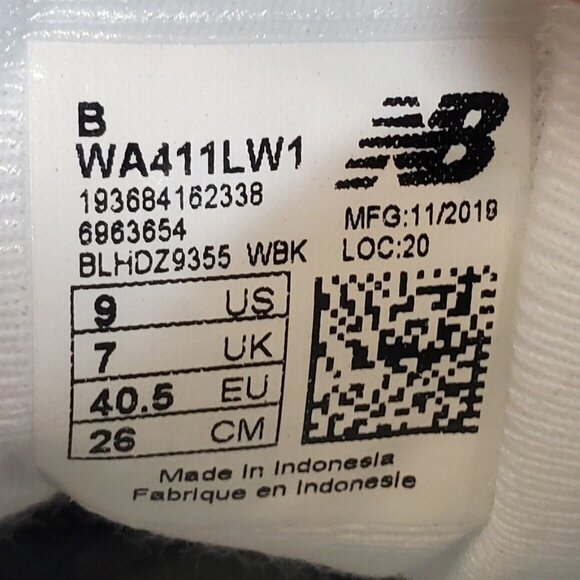 B
WA411LW1
193684162338
6963654
BLHDZ9355 WBK
NB
MFG:11/2019
LOC:20
9 US
7 UK
40.5 EU
26 CM
Made in Indonesia
Fabrique en Indonesie